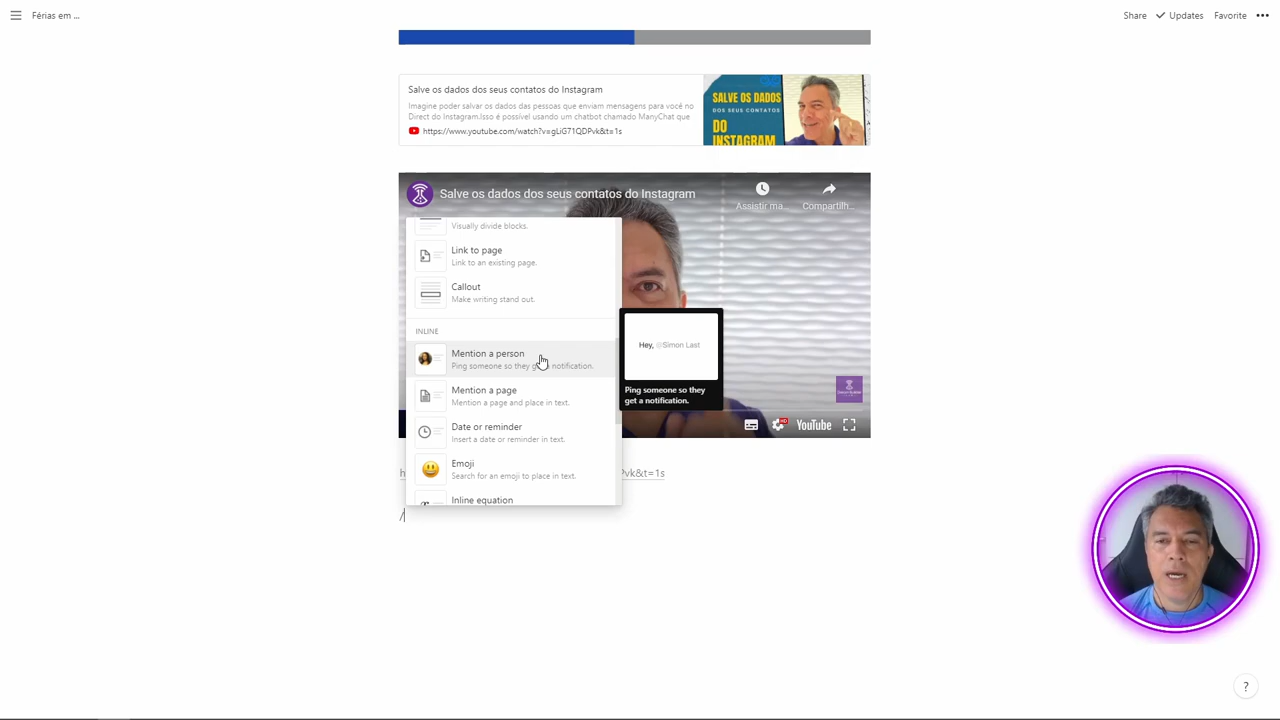 Férias em ...
Share
Updates
Favorite
Salve os dados dos seus contatos do Instagram
Imagine poder salvar os dados das pessoas que enviam mensagens para você no
Direct do Instagram.Isso é possível usando um chatbot chamado ManyChat que
https://www.youtube.com/watch?v=gLiG71QDPvk&t=1s
SALVE OS DADOS
DOS SEUS CONTATOS
DO
INSTAGRAM
Salve os dados dos seus contatos do Instagram
Assistir ma...
Compartilh...
Visually divide blocks.
Link to page
Link to an existing page.
Callout
Make writing stand out.
INLINE
Mention a person
Ping someone so they get a notification.
Mention a page
Mention a page and place in text.
Date or reminder
Insert a date or reminder in text.
Emoji
Search for an emoji to place in text.
Inline equation
Hey, @Simon Last
Ping someone so they
get a notification.
HD
YouTube
h
Pvk&t=1s
/
?